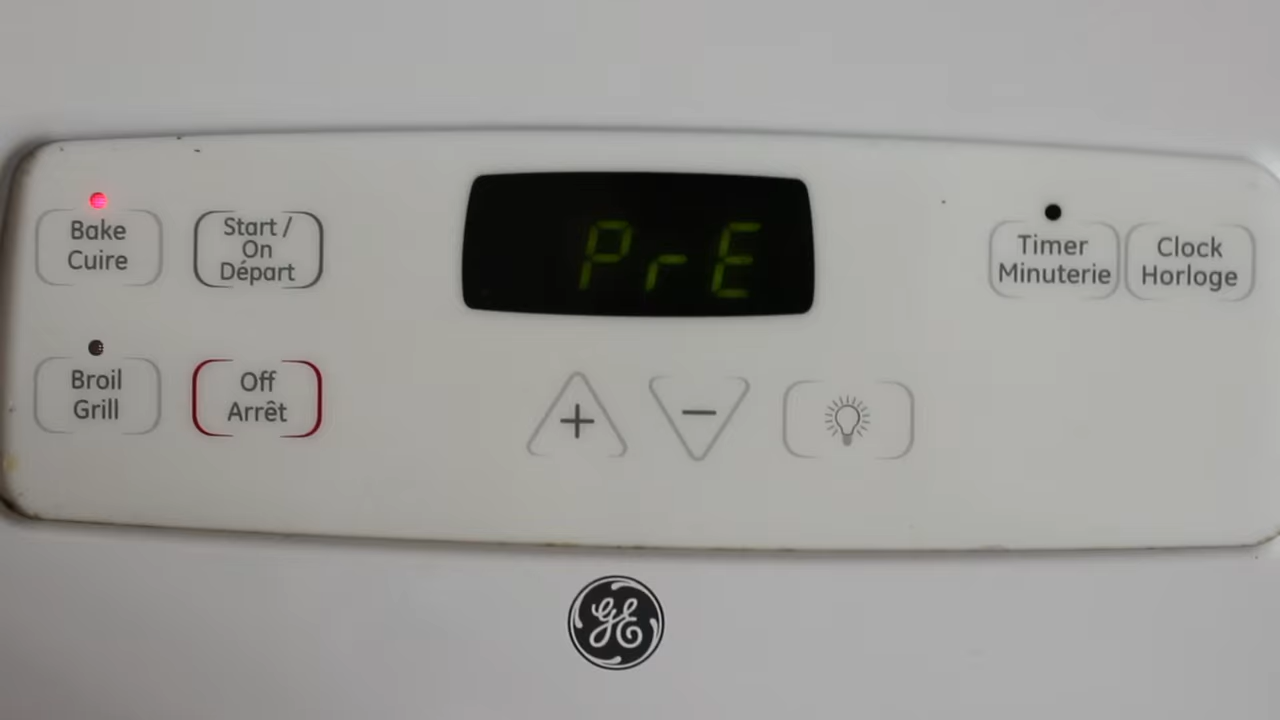 Bake
Cuire
Start /
On
Départ
PrE
Timer
Minuterie
Clock
Horloge
Broil
Grill
Off
Arrêt
+
−
GE